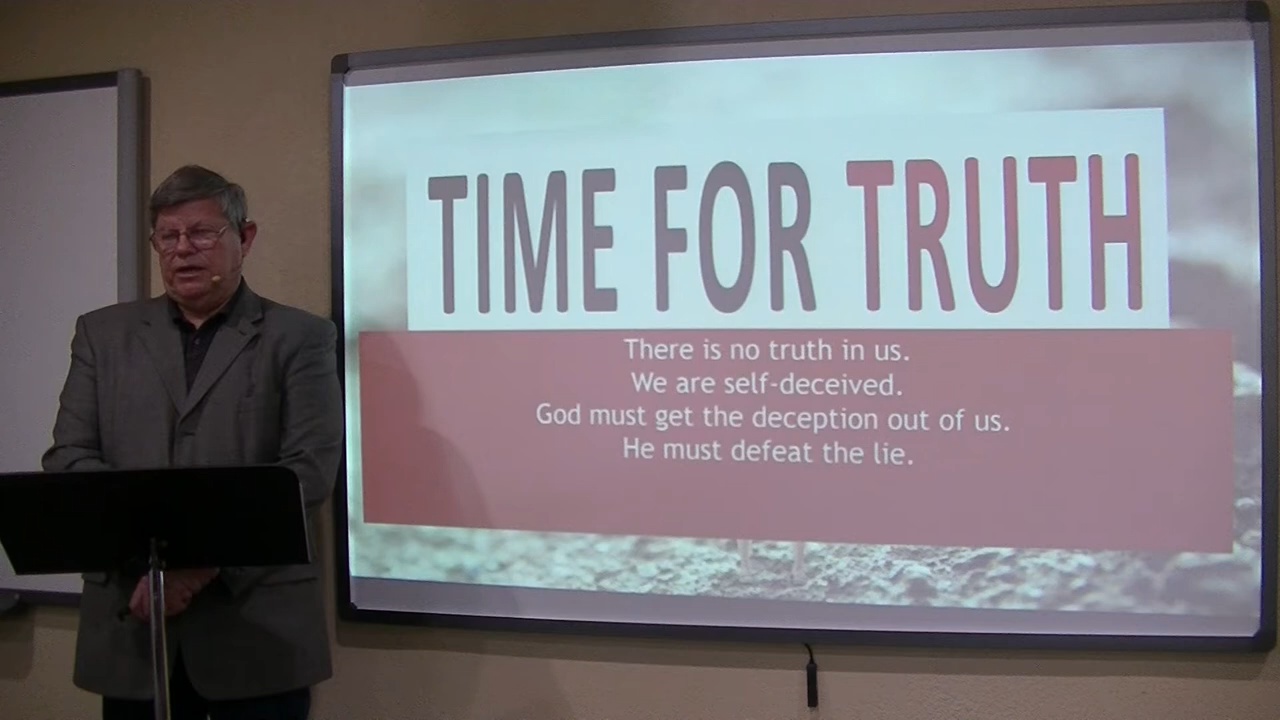 TIME FOR TRUTH
There is no truth in us.
We are self-deceived.
God must get the deception out of us.
He must defeat the lie.